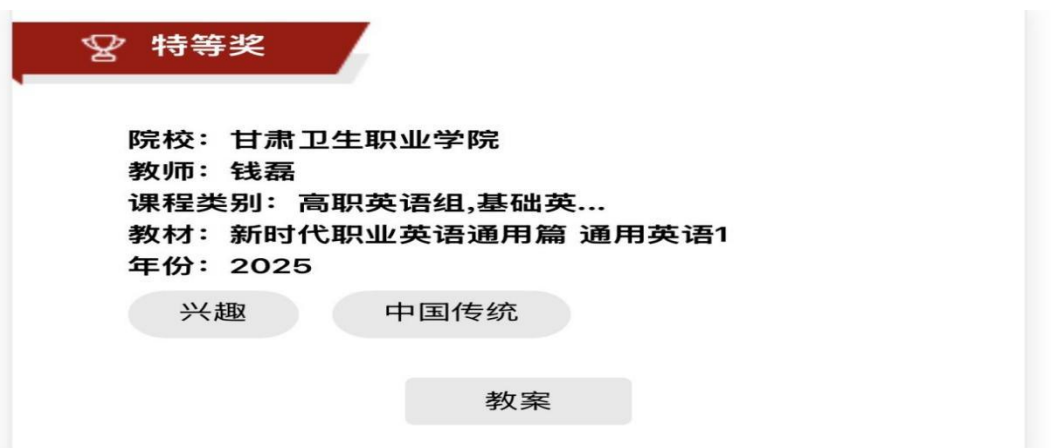 特等奖
院校：甘肃卫生职业学院
教师：钱磊
课程类别：高职英语组,基础英...
教材：新时代职业英语通用篇 通用英语1
年份：2025
兴趣 中国传统
教案